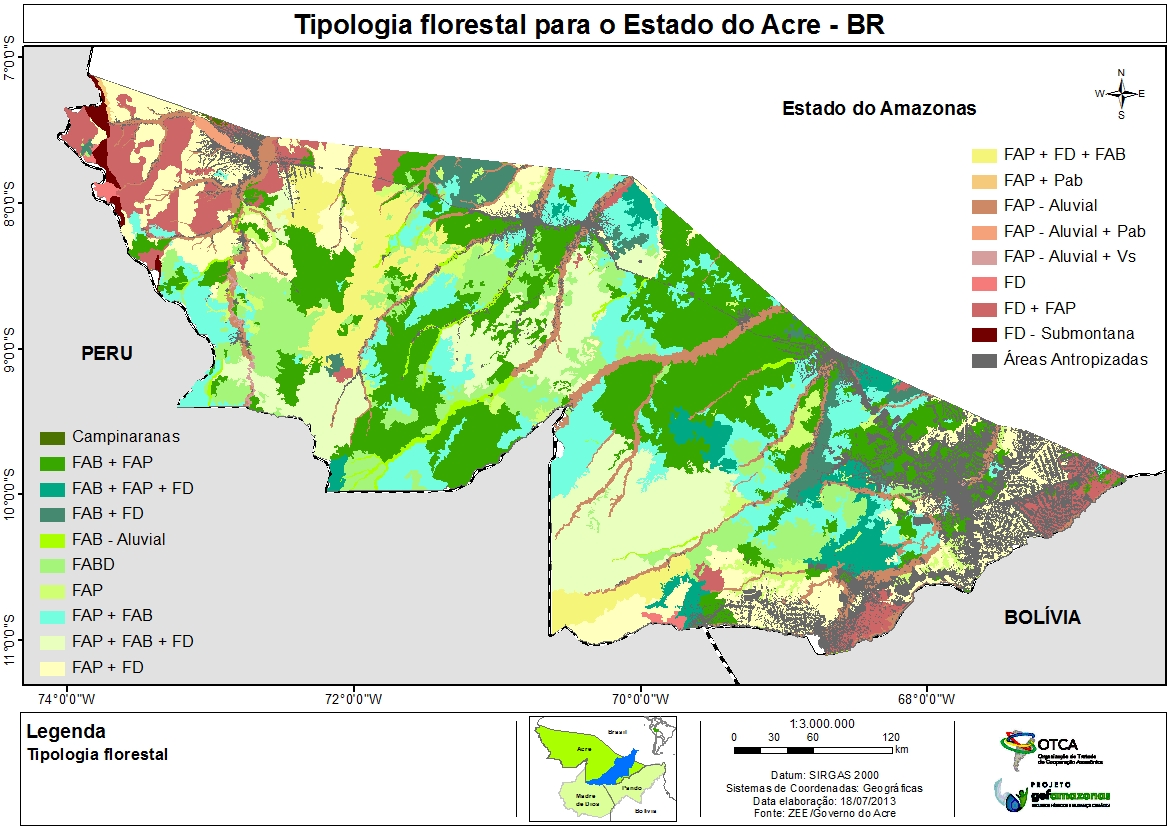 Tipologia florestal para o Estado do Acre - BR
7°0'0"S
8°0'0"S
9°0'0"S
10°0'0"S
11°0'0"S
N
W E
S
Estado do Amazonas
FAP + FD + FAB
FAP + Pab
FAP - Aluvial
FAP - Aluvial + Pab
FAP - Aluvial + Vs
FD
FD + FAP
FD - Submontana
Áreas Antropizadas
PERU
BOLÍVIA
Campinaranas
FAB + FAP
FAB + FAP + FD
FAB + FD
FAB - Aluvial
FABD
FAP
FAP + FAB
FAP + FAB + FD
FAP + FD
74°0'0"W 72°0'0"W 70°0'0"W 68°0'0"W
Legenda
Tipologia florestal
Brasil
Acre
Pando
Madre
de Dios
Bolívia
1:3.000.000
0 30 60 120
km
Datum: SIRGAS 2000
Sistemas de Coordenadas: Geográficas
Data elaboração: 18/07/2013
Fonte: ZEE/Governo do Acre
OTCA
Organização do Tratado
de Cooperação Amazônica
PROJETO
gefamazonas